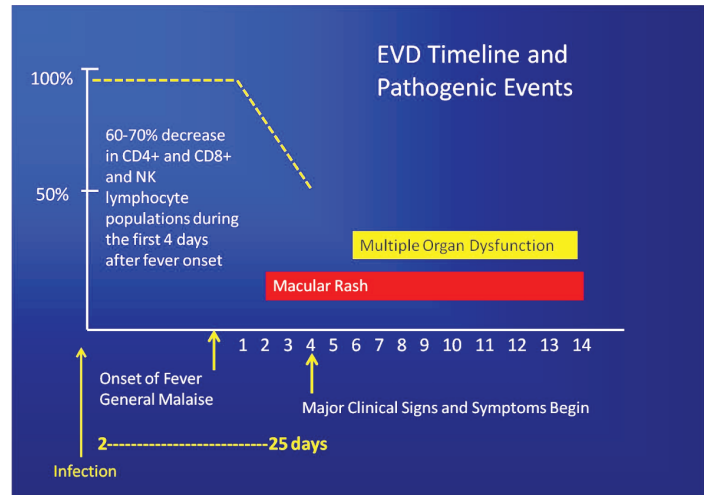 EVD Timeline and
Pathogenic Events
100%
60-70% decrease
in CD4+ and CD8+
and NK
lymphocyte
populations during
the first 4 days
after fever onset
50%
Multiple Organ Dysfunction
Macular Rash
1 2 3 4 5 6 7 8 9 10 11 12 13 14
Onset of Fever
General Malaise
Major Clinical Signs and Symptoms Begin
2--------------------------25 days
Infection